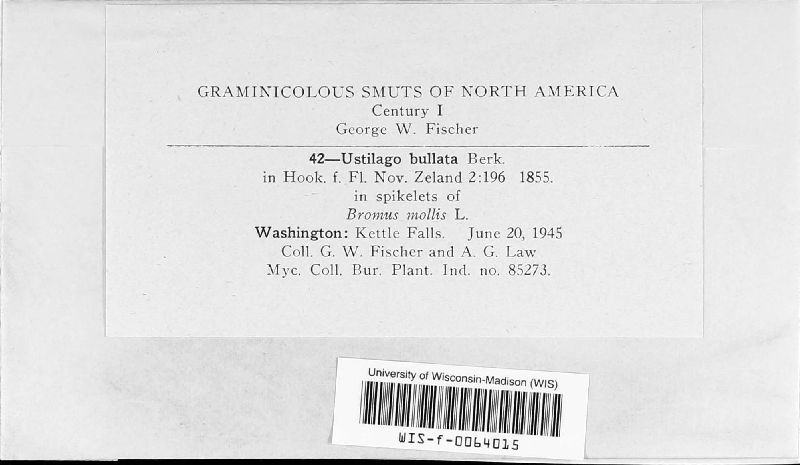 GRAMINICOLOUS SMUTS OF NORTH AMERICA
Century I
George W. Fischer
42—Ustilago bullata Berk.
in Hook. f. Fl. Nov. Zeland 2:196 1855.
in spikelets of
Bromus mollis L.
Washington: Kettle Falls. June 20, 1945
Coll. G. W. Fischer and A. G. Law
Myc. Coll. Bur. Plant. Ind. no. 85273.
University of Wisconsin-Madison (WIS)
WIS-f-0064015